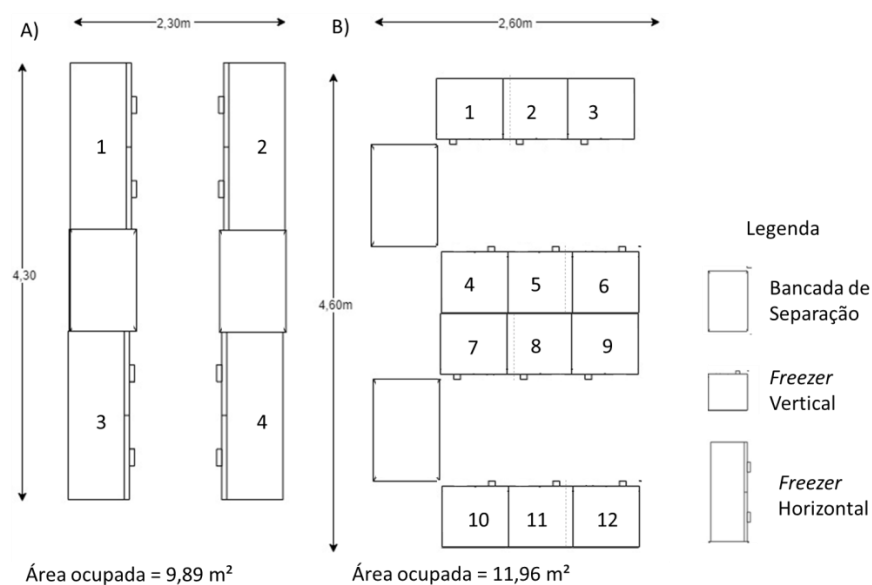 A)
2,30m
B)
2,60m
1
2
1
2
3
4,30
4,60m
4
5
6
7
8
9
3
4
10
11
12
Legenda
Bancada de
Separação
Freezer
Vertical
Freezer
Horizontal
Área ocupada = 9,89 m²
Área ocupada = 11,96 m²